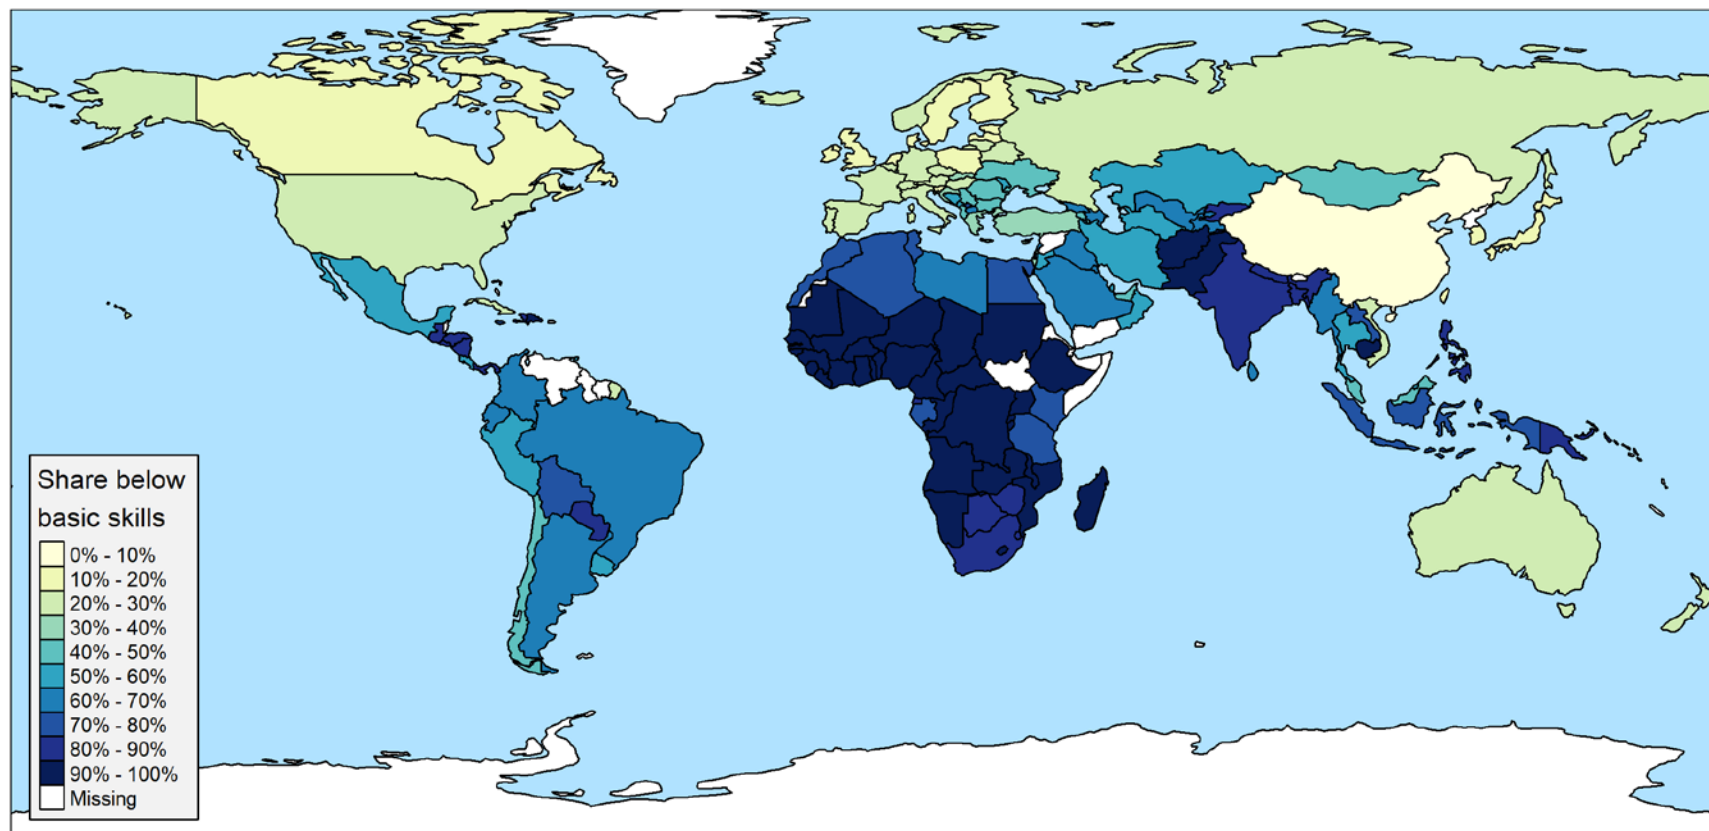 Share below
basic skills
0% - 10%
10% - 20%
20% - 30%
30% - 40%
40% - 50%
50% - 60%
60% - 70%
70% - 80%
80% - 90%
90% - 100%
Missing